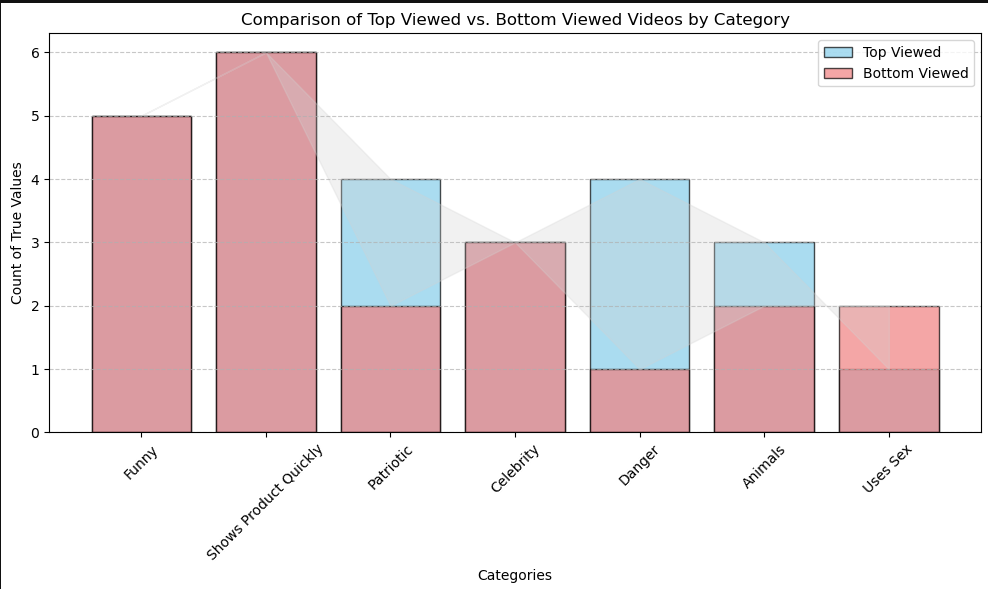 Comparison of Top Viewed vs. Bottom Viewed Videos by Category
Top Viewed
Bottom Viewed
Count of True Values
6
5
4
3
2
1
0
Funny
Shows Product Quickly
Patriotic
Celebrity
Danger
Animals
Uses Sex
Categories